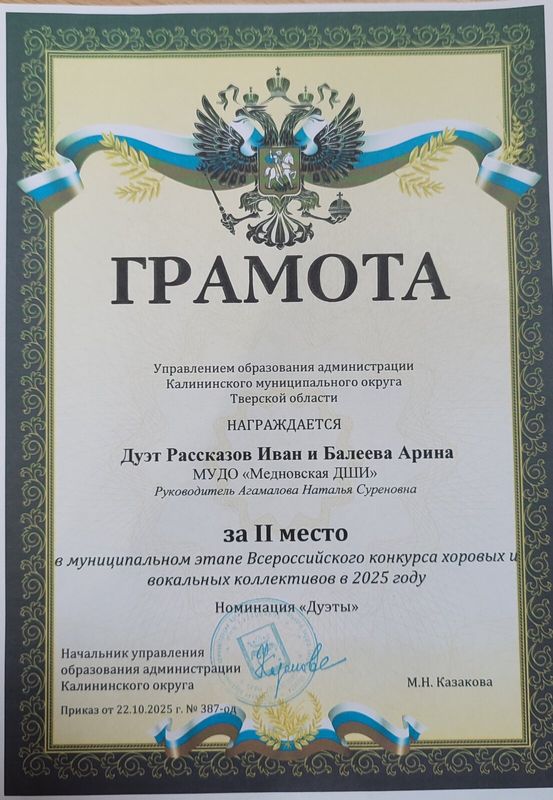 ГРАМОТА
Управлением образования администрации
Калининского муниципального округа
Тверской области
НАГРАЖДАЕТСЯ
Дуэт Рассказов Иван и Балеева Арина
МУДО «Медновская ДШИ»
Руководитель Агамалова Наталья Суреновна
за II место
в муниципальном этапе Всероссийского конкурса хоровых и
вокальных коллективов в 2025 году
Номинация «Дуэты»
Начальник управления
образования администрации
Калининского округа
М.Н. Казакова
Приказ от 22.10.2025 г. № 387-од